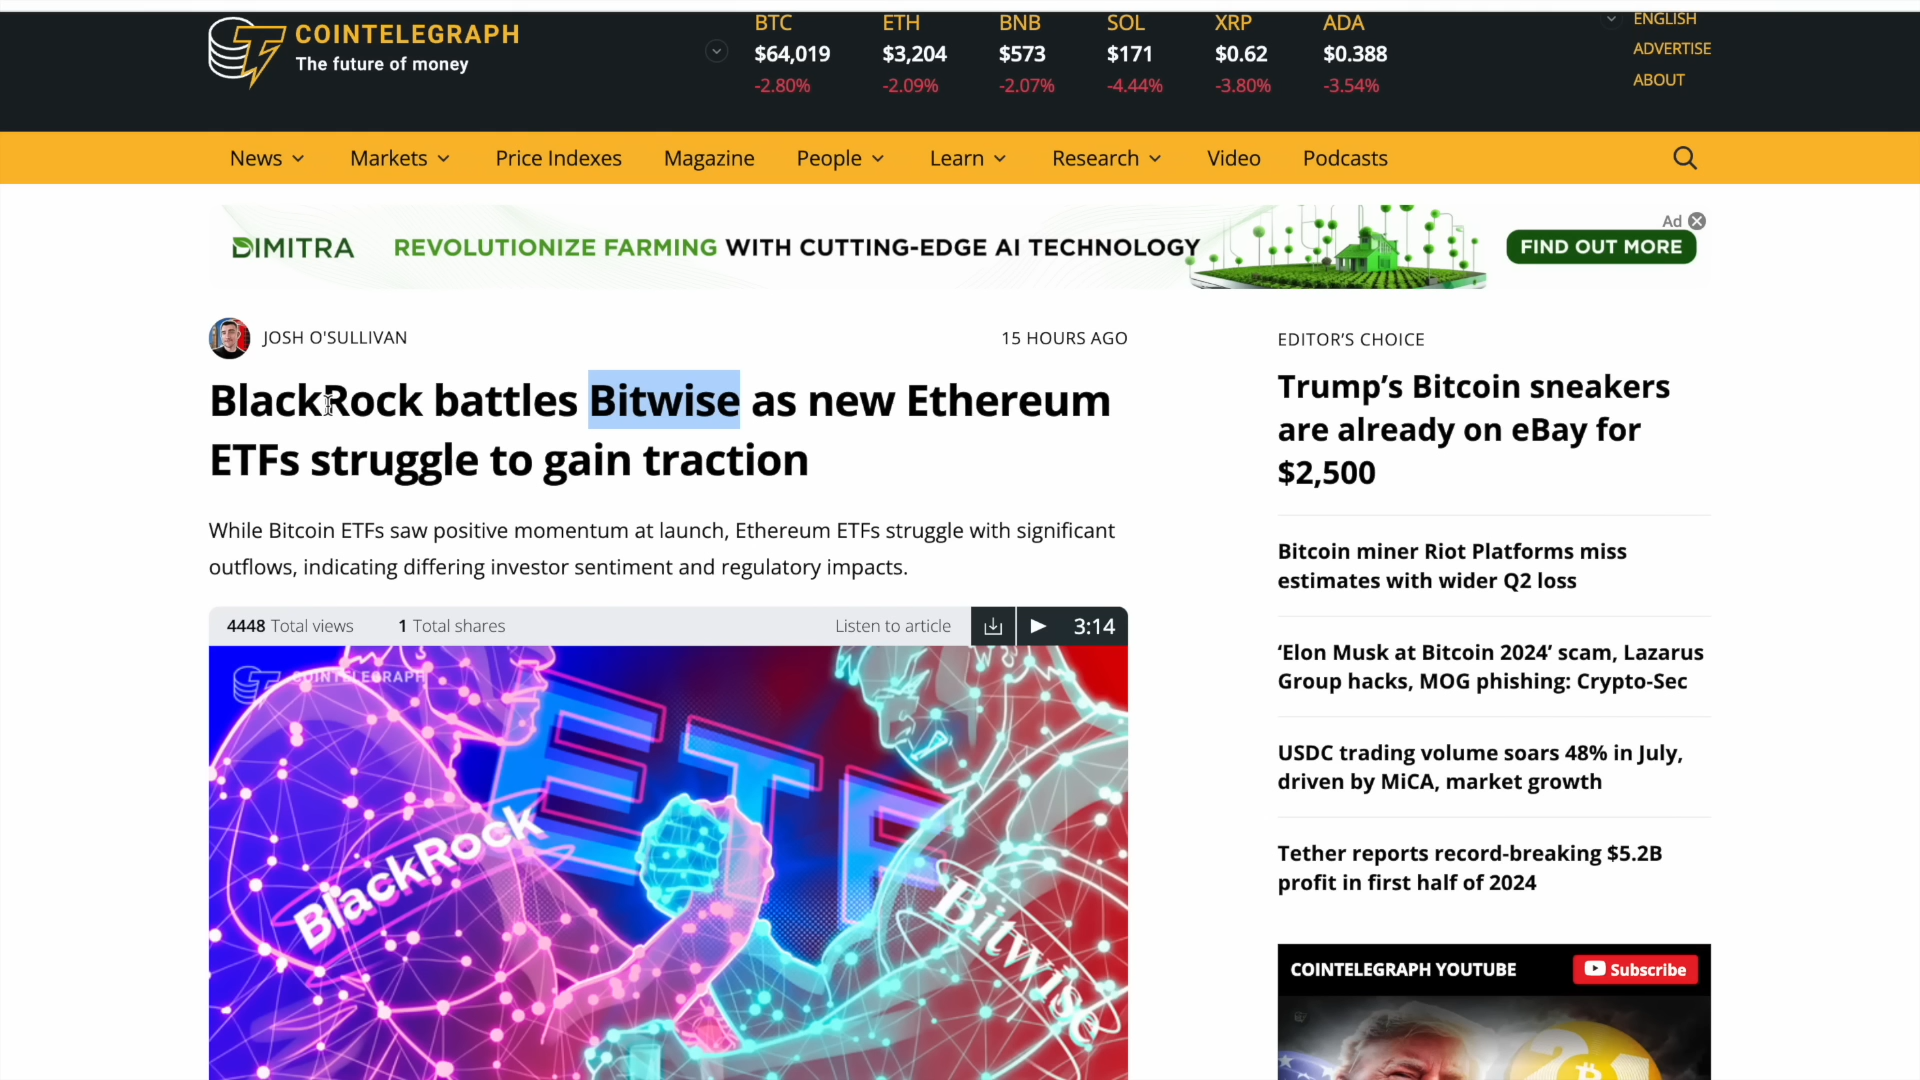 COINTELEGRAPH
The future of money
BTC
$64,019
-2.80%
ETH
$3,204
-2.09%
BNB
$573
-2.07%
SOL
$171
-4.44%
XRP
$0.62
-3.80%
ADA
$0.388
-3.54%
ENGLISH
ADVERTISE
ABOUT
News Markets Price Indexes Magazine People Learn Research Video Podcasts
DIMITRA REVOLUTIONIZE FARMING WITH CUTTING-EDGE AI TECHNOLOGY
Ad
FIND OUT MORE
JOSH O'SULLIVAN
15 HOURS AGO
BlackRock battles Bitwise as new Ethereum
ETFs struggle to gain traction
While Bitcoin ETFs saw positive momentum at launch, Ethereum ETFs struggle with significant
outflows, indicating differing investor sentiment and regulatory impacts.
4448 Total views 1 Total shares
Listen to article 3:14
COINTELEGRAPH
ETF
BlackRock
Bitwise
EDITOR’S CHOICE
Trump’s Bitcoin sneakers
are already on eBay for
$2,500
Bitcoin miner Riot Platforms miss
estimates with wider Q2 loss
‘Elon Musk at Bitcoin 2024’ scam, Lazarus
Group hacks, MOG phishing: Crypto-Sec
USDC trading volume soars 48% in July,
driven by MiCA, market growth
Tether reports record-breaking $5.2B
profit in first half of 2024
COINTELEGRAPH YOUTUBE
Subscribe